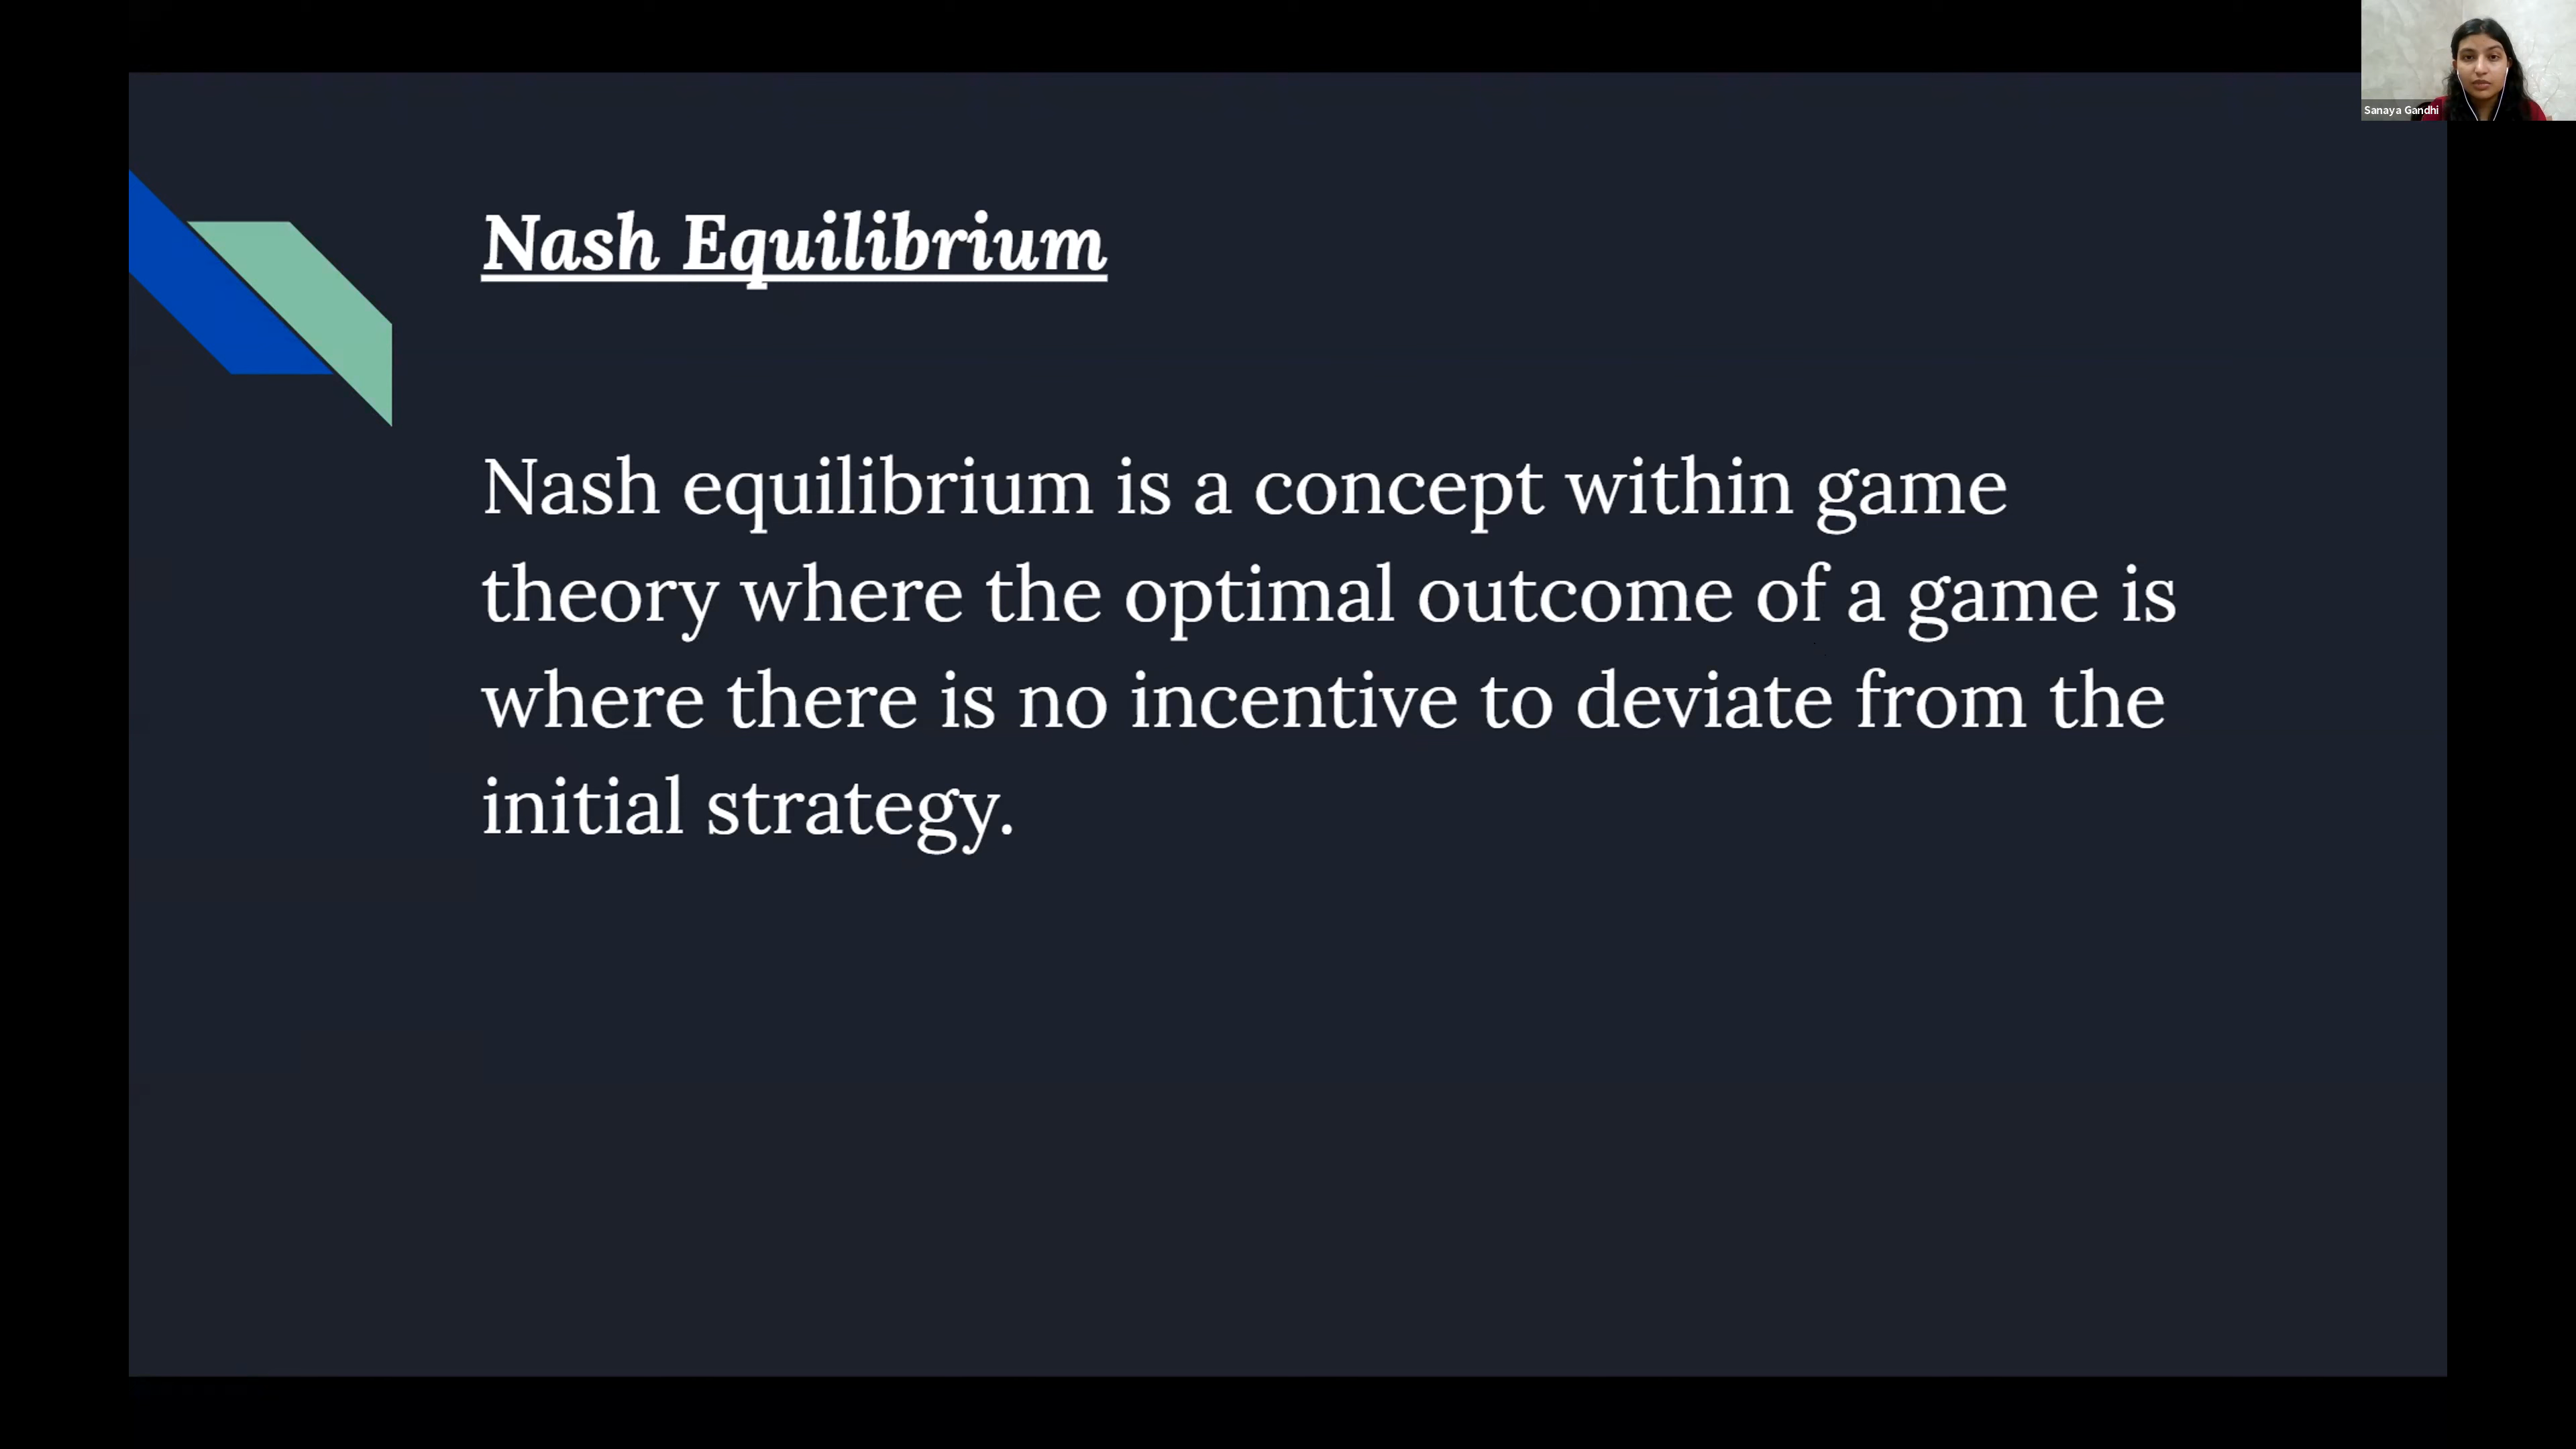 Sanaya Gandhi
Nash Equilibrium
Nash equilibrium is a concept within game
theory where the optimal outcome of a game is
where there is no incentive to deviate from the
initial strategy.